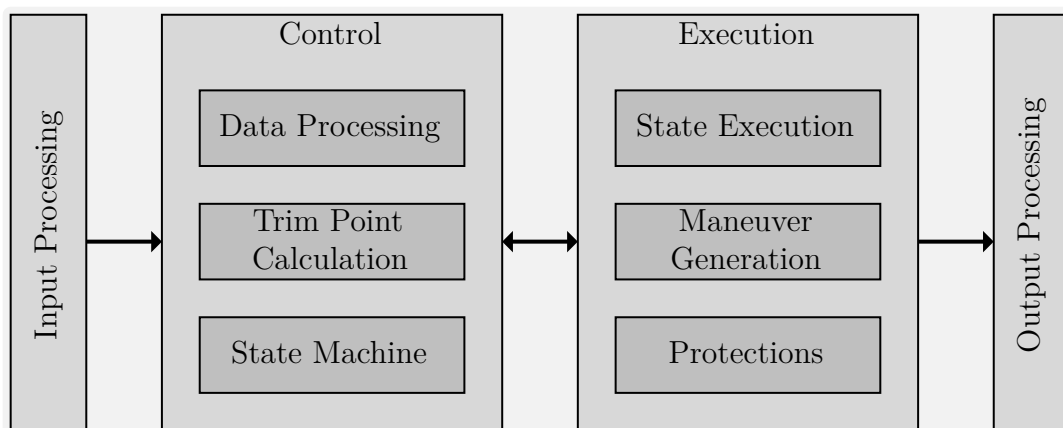 Input Processing
Control
Data Processing
Trim Point
Calculation
State Machine
Execution
State Execution
Maneuver
Generation
Protections
Output Processing